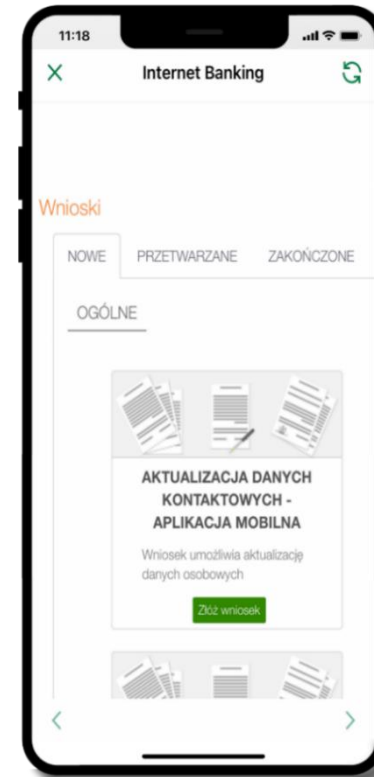 11:18
Internet Banking
Wnioski
NOWE PRZETWARZANE ZAKOŃCZONE
OGÓLNE
AKTUALIZACJA DANYCH
KONTAKTOWYCH -
APLIKACJA MOBILNA
Wniosek umożliwia aktualizację
danych osobowych
Złóż wniosek